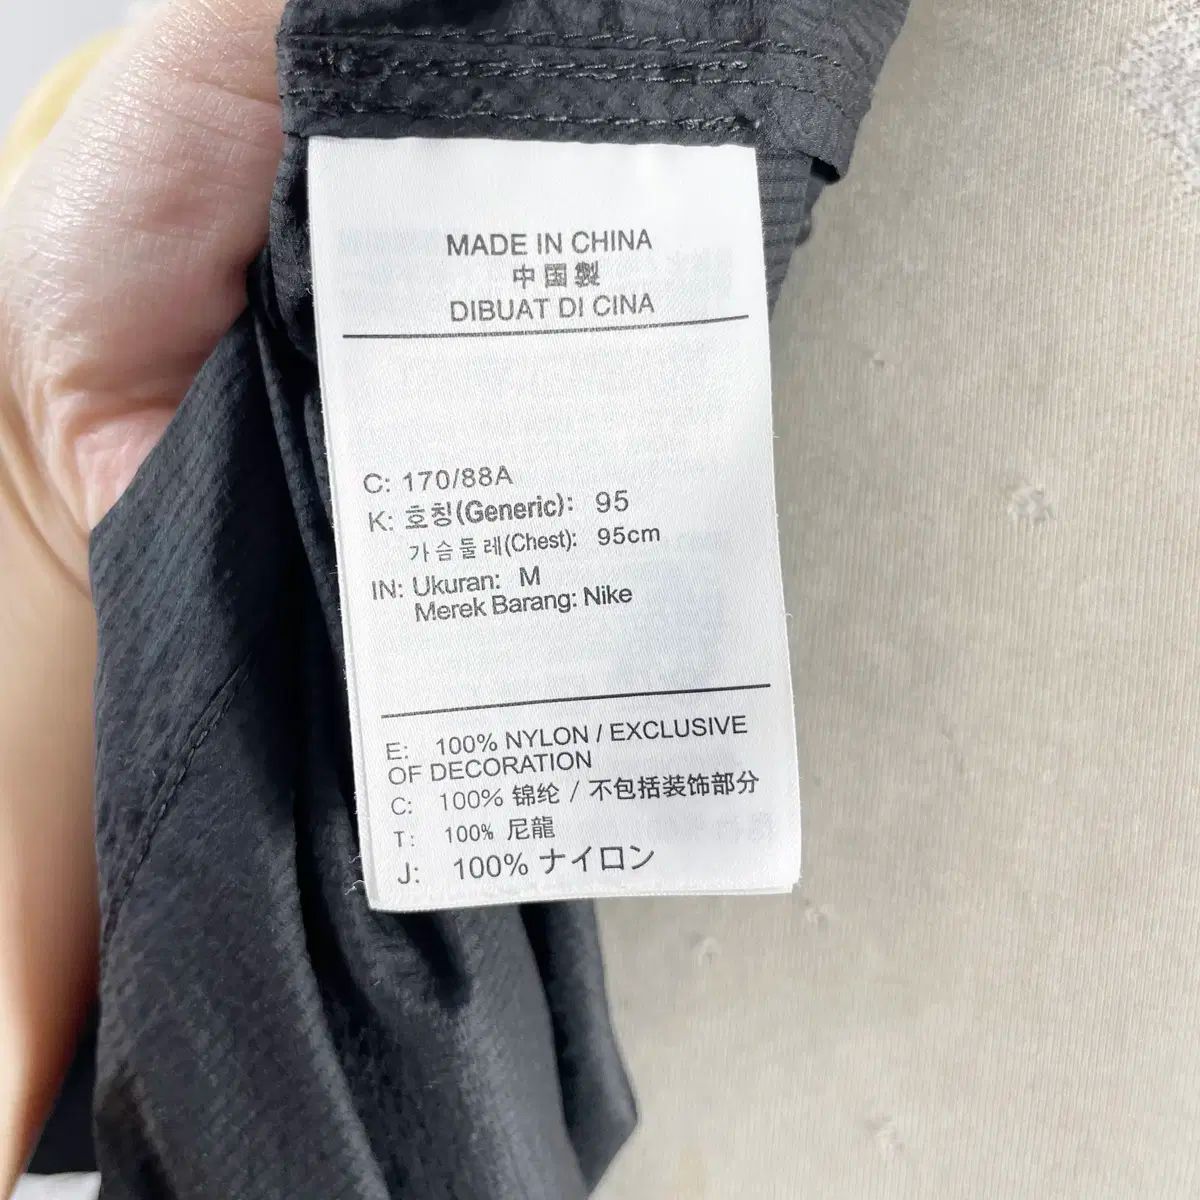 MADE IN CHINA
中国製
DIBUAT DI CINA
C: 170/88A
K: 호칭(Generic): 95
가슴둘레(Chest): 95cm
IN: Ukuran: M
Merek Barang: Nike
E: 100% NYLON / EXCLUSIVE
OF DECORATION
C: 100% 锦纶 / 不包括装饰部分
T: 100% 尼龍
J: 100% ナイロン